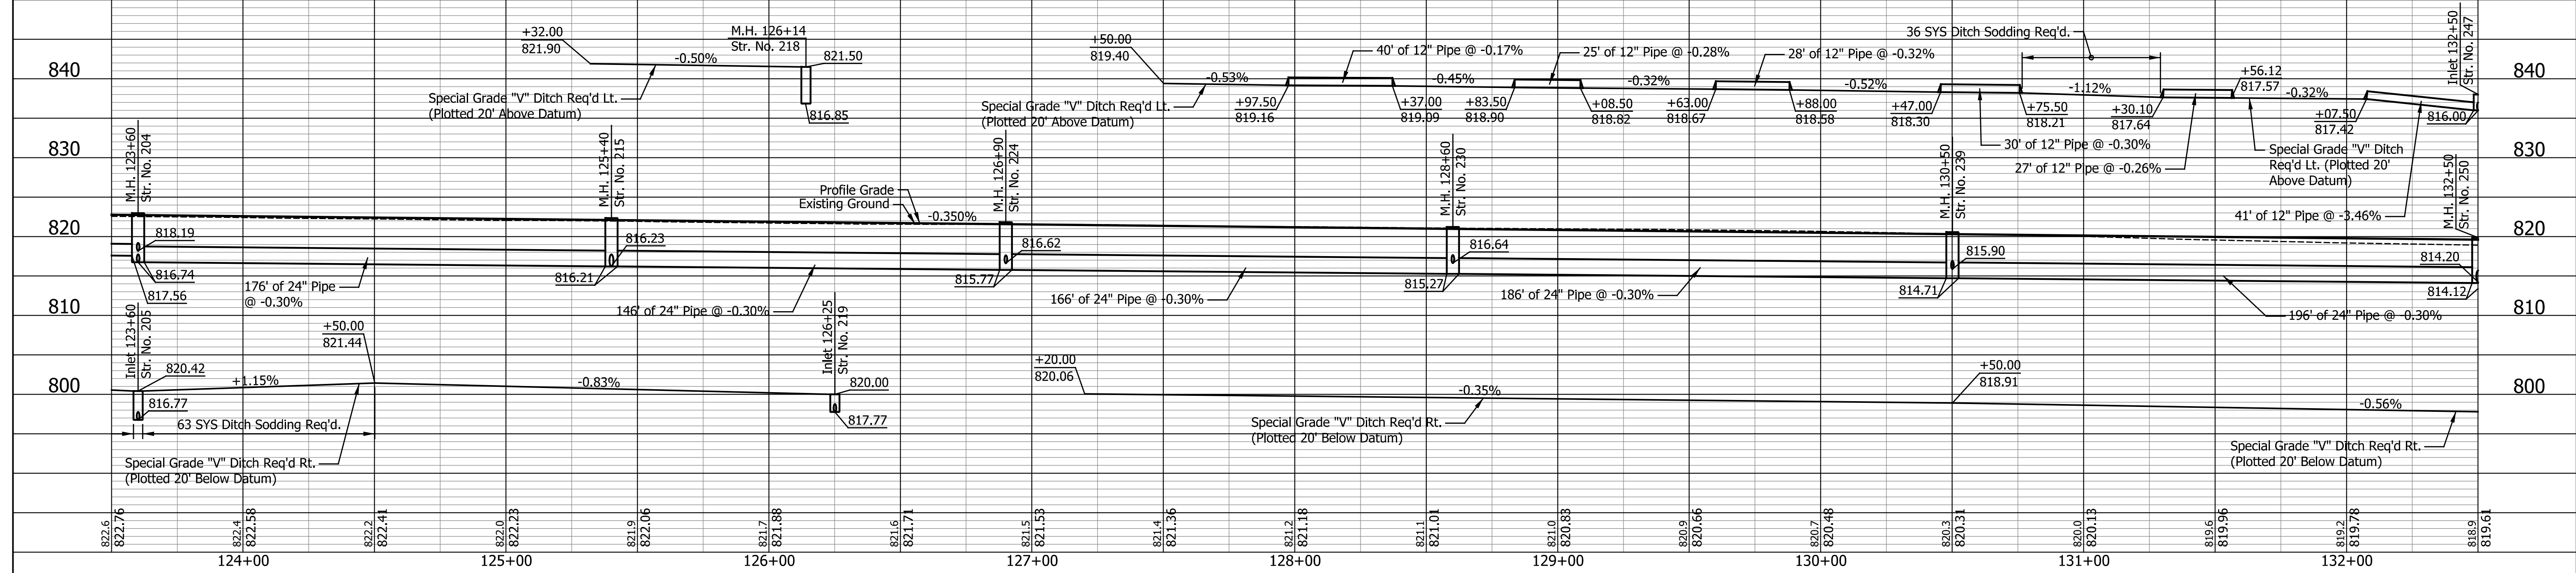 840
840
830
830
820
820
810
810
800
800
+32.00
821.90
-0.50%
M.H. 126+14
Str. No. 218
821.50
816.85
Special Grade "V" Ditch Req'd Lt.
(Plotted 20' Above Datum)
+50.00
819.40
-0.53%
Special Grade "V" Ditch Req'd Lt.
(Plotted 20' Above Datum)
40' of 12" Pipe @ -0.17%
+97.50
819.16
+37.00
819.09
-0.45%
25' of 12" Pipe @ -0.28%
+83.50
818.90
+08.50
818.82
-0.32%
28' of 12" Pipe @ -0.32%
+63.00
818.67
+88.00
818.58
-0.52%
+47.00
818.30
36 SYS Ditch Sodding Req'd.
+75.50
818.21
-1.12%
30' of 12" Pipe @ -0.30%
+30.10
817.64
27' of 12" Pipe @ -0.26%
+56.12
817.57
-0.32%
Special Grade "V" Ditch
Req'd Lt. (Plotted 20'
Above Datum)
+07.50
817.42
41' of 12" Pipe @ -3.46%
Inlet 132+50
Str. No. 247
816.00
M.H. 123+60
Str. No. 204
818.19
816.74
817.56
176' of 24" Pipe
@ -0.30%
M.H. 125+40
Str. No. 215
816.23
816.21
146' of 24" Pipe @ -0.30%
Profile Grade
Existing Ground
-0.350%
M.H. 126+90
Str. No. 224
816.62
815.77
166' of 24" Pipe @ -0.30%
M.H. 128+60
Str. No. 230
816.64
815.27
186' of 24" Pipe @ -0.30%
M.H. 130+50
Str. No. 239
815.90
814.71
196' of 24" Pipe @ -0.30%
M.H. 132+50
Str. No. 250
814.20
814.12
Inlet 123+60
Str. No. 205
820.42
816.77
+1.15%
63 SYS Ditch Sodding Req'd.
+50.00
821.44
-0.83%
Special Grade "V" Ditch Req'd Rt.
(Plotted 20' Below Datum)
Inlet 126+25
Str. No. 219
820.00
817.77
+20.00
820.06
-0.35%
Special Grade "V" Ditch Req'd Rt.
(Plotted 20' Below Datum)
+50.00
818.91
-0.56%
Special Grade "V" Ditch Req'd Rt.
(Plotted 20' Below Datum)
822.6
822.76
822.4
822.58
822.2
822.41
822.0
822.23
821.9
822.06
821.7
821.88
821.6
821.71
821.5
821.53
821.4
821.36
821.2
821.18
821.1
821.01
821.0
820.83
820.9
820.66
820.7
820.48
820.3
820.31
820.0
820.13
819.6
819.96
819.2
819.78
818.9
819.61
124+00
125+00
126+00
127+00
128+00
129+00
130+00
131+00
132+00